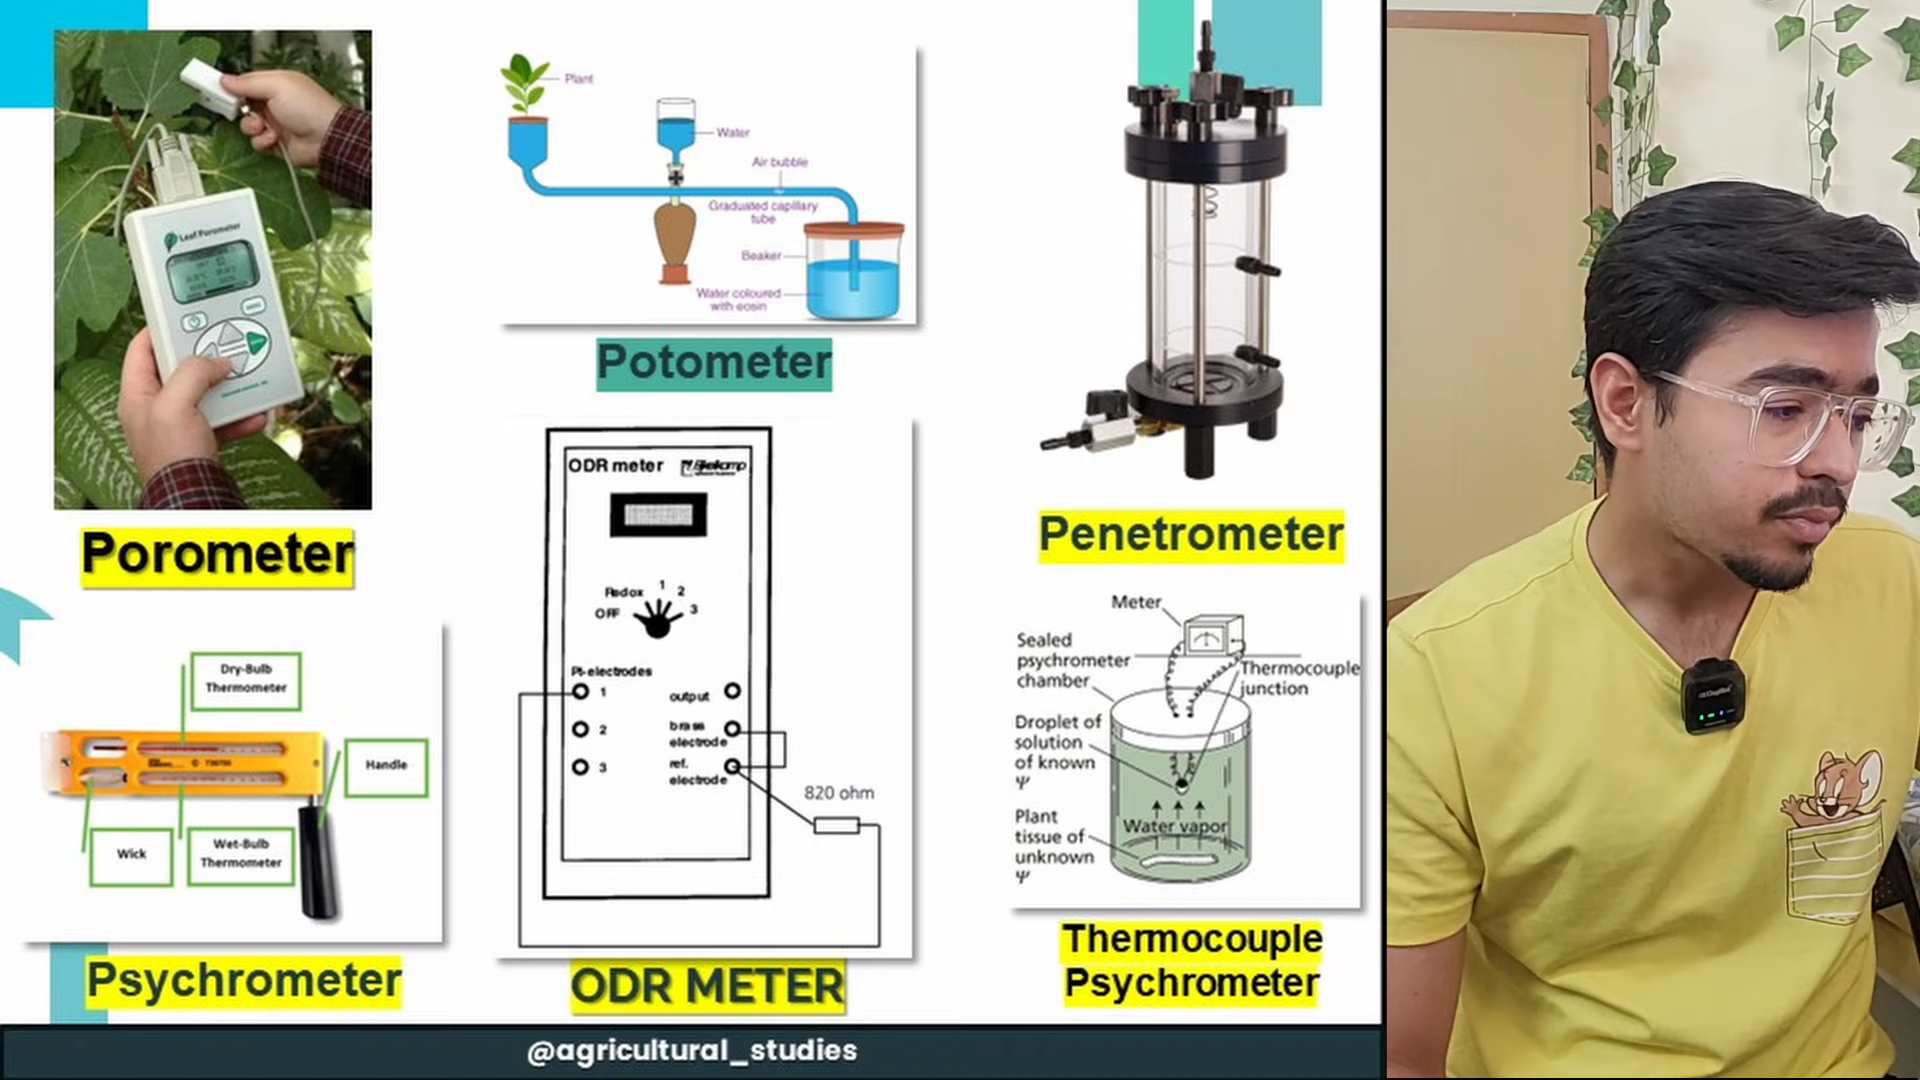 Leaf Porometer
Porometer
Plant
Water
Air bubble
Graduated capillary
tube
Beaker
Water coloured
with eosin
Potometer
Penetrometer
Dry-Bulb
Thermometer
Handle
Wick
Wet-Bulb
Thermometer
Psychrometer
ODR meter
Redox 1 2
OFF 3
Pt-electrodes
1 output
2 brass
electrode
3 ref.
electrode
820 ohm
ODR METER
Meter
Sealed
psychrometer
chamber
Thermocouple
junction
Droplet of
solution
of known
Ψ
Water vapor
Plant
tissue of
unknown
Ψ
Thermocouple
Psychrometer
@agricultural_studies